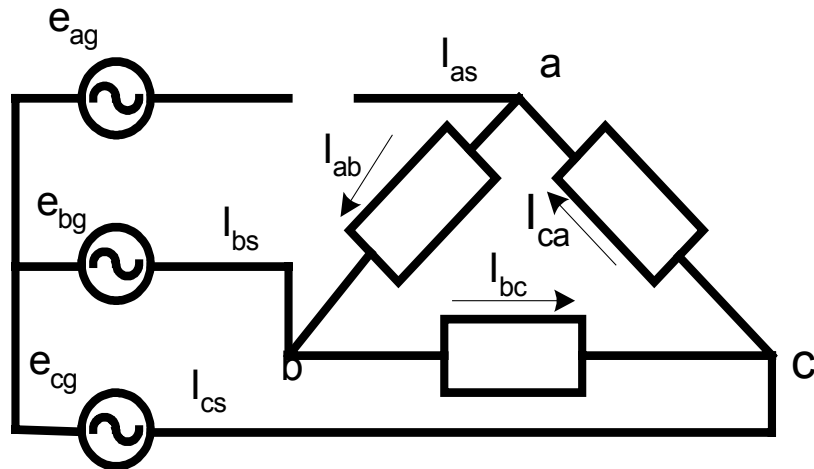 e_ag
I_as
a
I_ab
I_ca
e_bg
I_bs
I_bc
b
c
e_cg
I_cs